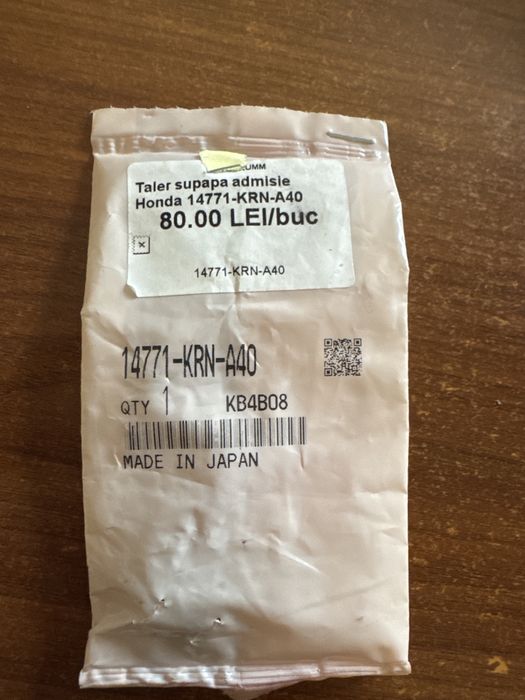 Taler supapa admisie
Honda 14771-KRN-A40
80.00 LEI/buc
14771-KRN-A40
14771-KRN-A40
QTY 1 KB4B08
MADE IN JAPAN